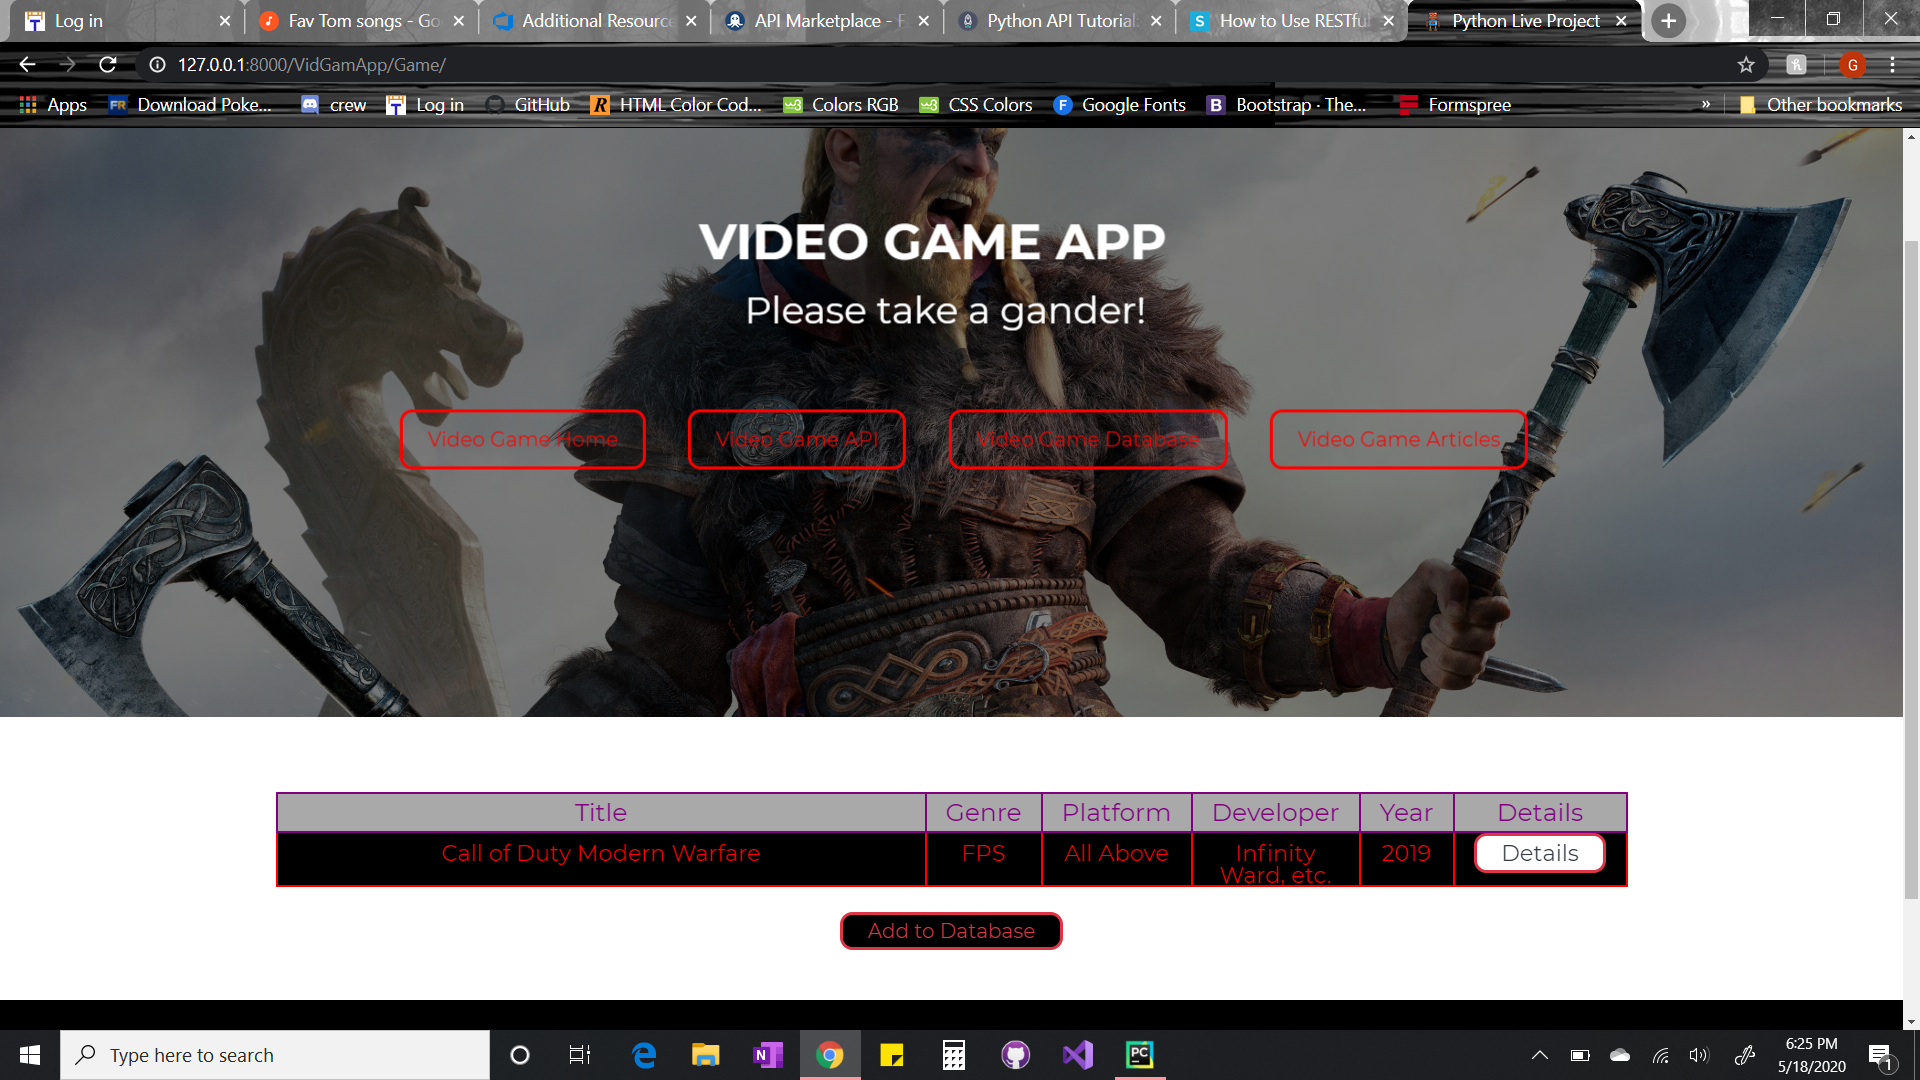 Log in
Fav Tom songs - Go
Additional Resource
API Marketplace -
Python API Tutorial
How to Use RESTfu
Python Live Project
127.0.0.1:8000/VidGamApp/Game/
G
Apps
FR Download Poke...
crew
Log in
GitHub
R HTML Color Cod...
Colors RGB
CSS Colors
F Google Fonts
B Bootstrap · The...
Formspree
»
Other bookmarks
VIDEO GAME APP
Please take a gander!
Video Game Home
Video Game API
Video Game Database
Video Game Articles
Title Genre Platform Developer Year Details
Call of Duty Modern Warfare FPS All Above Infinity Ward, etc. 2019 Details
Add to Database
Type here to search
6:25 PM
5/18/2020
1